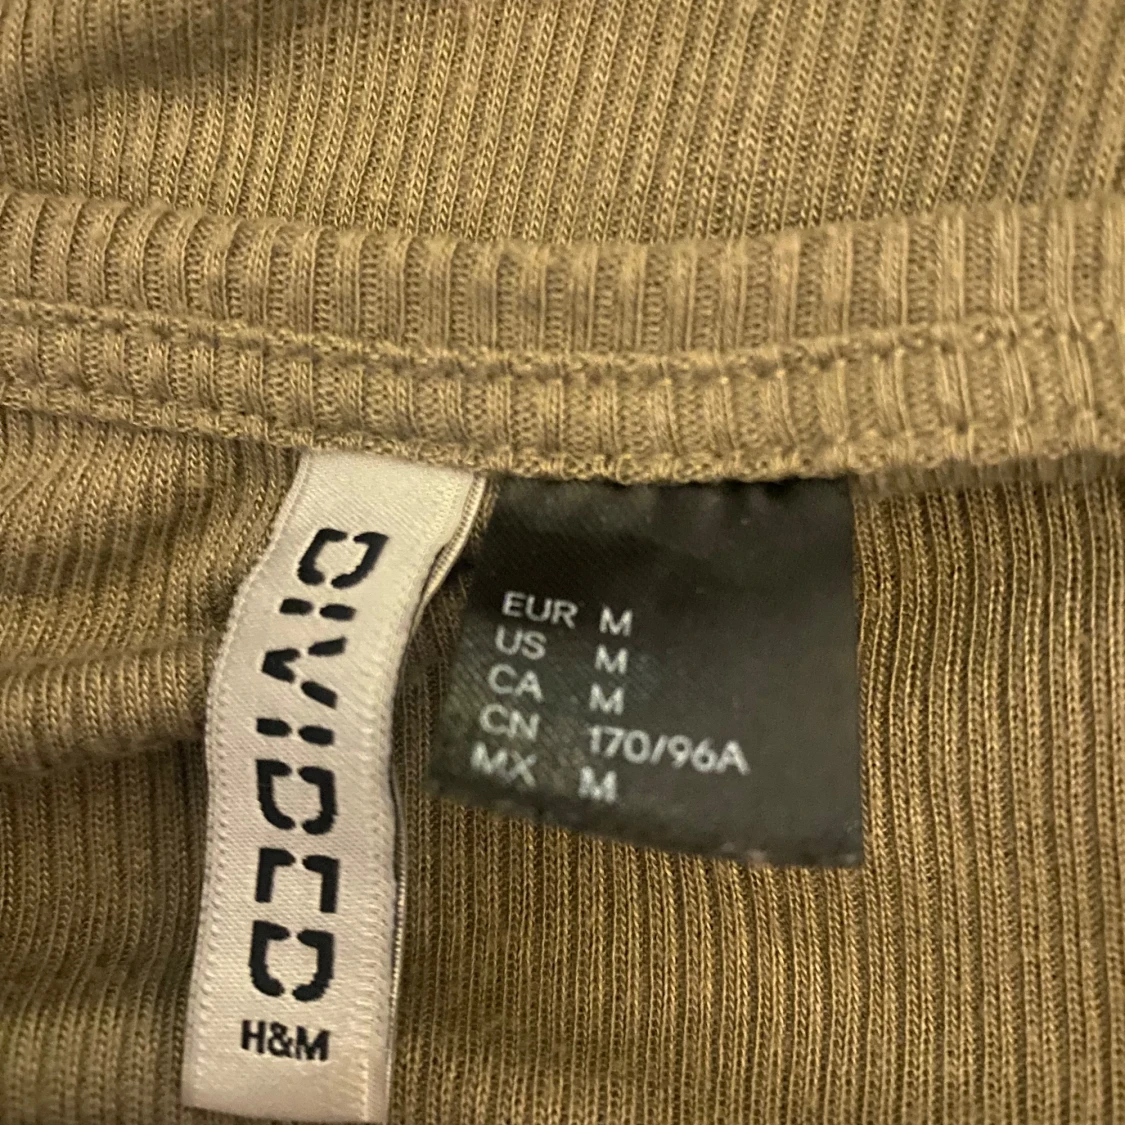 DIVIDED
H&M
EUR M
US M
CA M
CN 170/96A
MX M